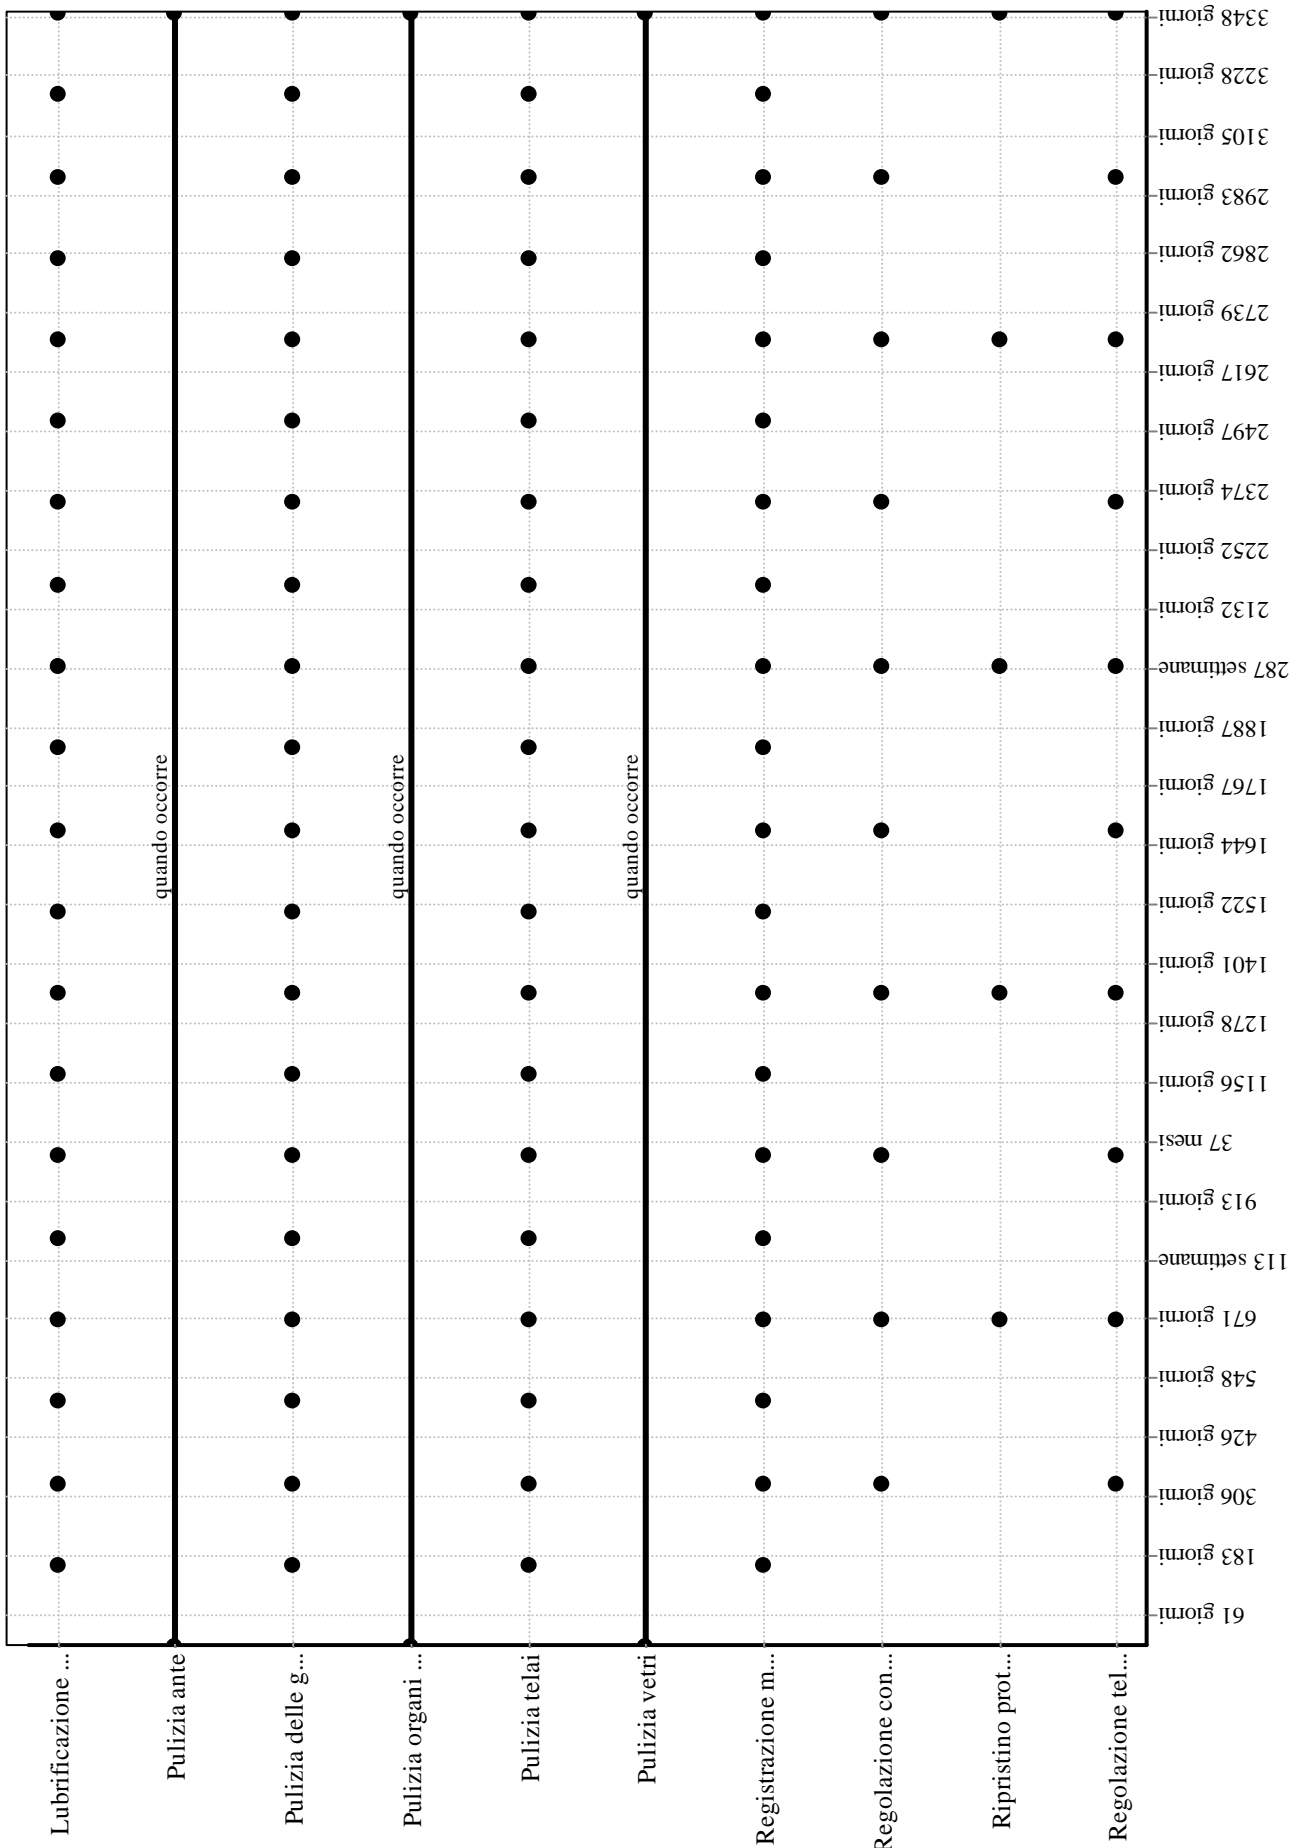 3348 giorni
3228 giorni
3105 giorni
2983 giorni
2862 giorni
2739 giorni
2617 giorni
2497 giorni
2374 giorni
2252 giorni
2132 giorni
287 settimane
1887 giorni
1767 giorni
1644 giorni
1522 giorni
1401 giorni
1278 giorni
1156 giorni
37 mesi
913 giorni
113 settimane
671 giorni
548 giorni
426 giorni
306 giorni
183 giorni
61 giorni
quando occorre
quando occorre
quando occorre
Lubrificazione ...
Pulizia ante
Pulizia delle g...
Pulizia organi ...
Pulizia telai
Pulizia vetri
Registrazione m...
Regolazione con...
Ripristino prot...
Regolazione tel...